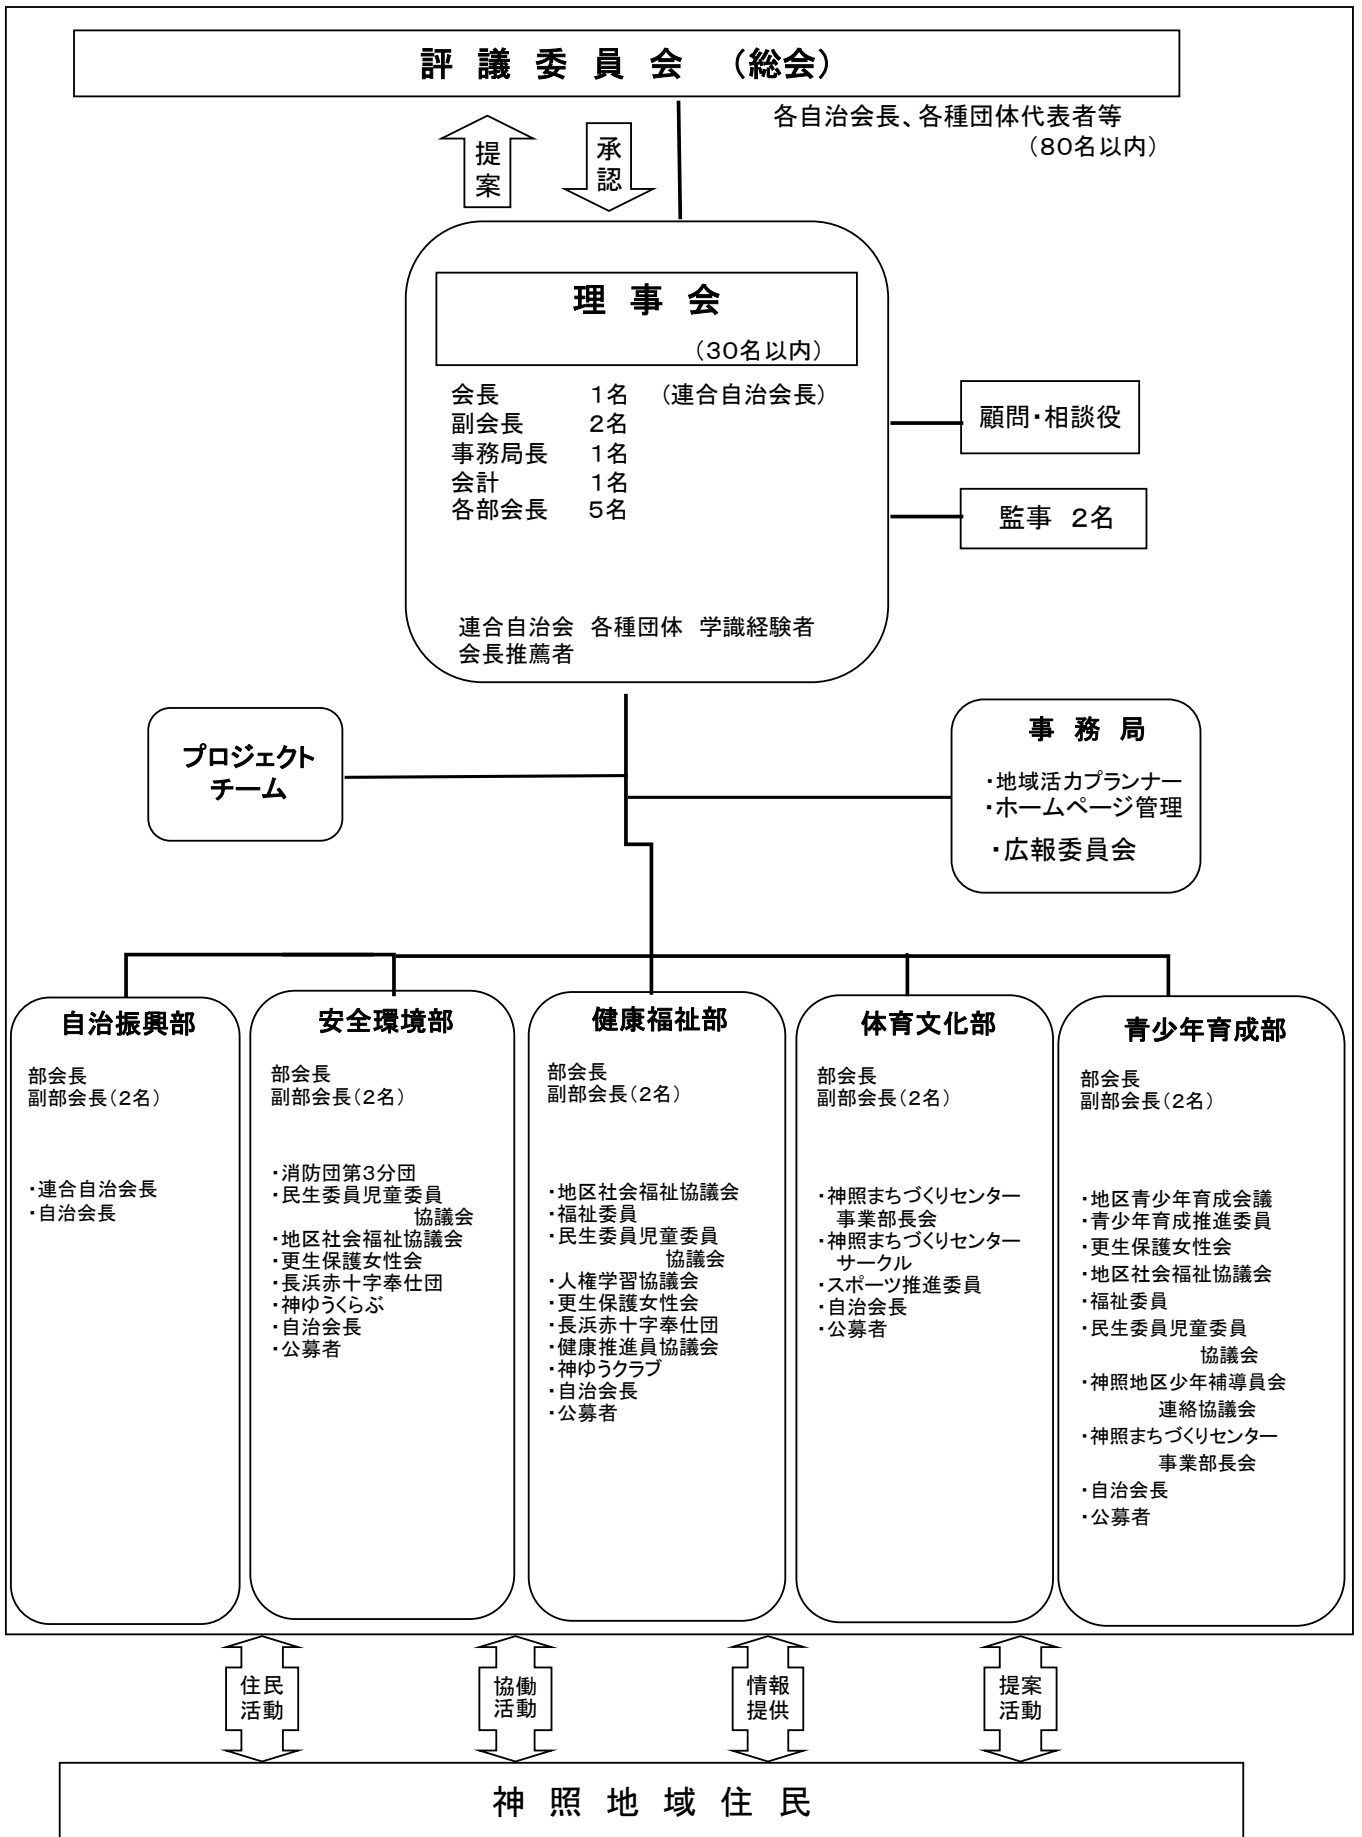 評 議 委 員 会 （総会）
各自治会長、各種団体代表者等
（80名以内）
提
案
承
認
理 事 会
（30名以内）
会長 1名 （連合自治会長）
副会長 2名
事務局長 1名
会計 1名
各部会長 5名
連合自治会 各種団体 学識経験者
会長推薦者
顧問・相談役
監事 2名
プロジェクト
チーム
事 務 局
・地域活力プランナー
・ホームページ管理
・広報委員会
自治振興部
部会長
副部会長（2名）
・連合自治会長
・自治会長
安全環境部
部会長
副部会長（2名）
・消防団第3分団
・民生委員児童委員
協議会
・地区社会福祉協議会
・更生保護女性会
・長浜赤十字奉仕団
・神ゆうくらぶ
・自治会長
・公募者
健康福祉部
部会長
副部会長（2名）
・地区社会福祉協議会
・福祉委員
・民生委員児童委員
協議会
・人権学習協議会
・更生保護女性会
・長浜赤十字奉仕団
・健康推進員協議会
・神ゆうクラブ
・自治会長
・公募者
体育文化部
部会長
副部会長（2名）
・神照まちづくりセンター
事業部長会
・神照まちづくりセンター
サークル
・スポーツ推進委員
・自治会長
・公募者
青少年育成部
部会長
副部会長（2名）
・地区青少年育成会議
・青少年育成推進委員
・更生保護女性会
・地区社会福祉協議会
・福祉委員
・民生委員児童委員
協議会
・神照地区少年補導員会
連絡協議会
・神照まちづくりセンター
事業部長会
・自治会長
・公募者
住民
活動
協働
活動
情報
提供
提案
活動
神 照 地 域 住 民